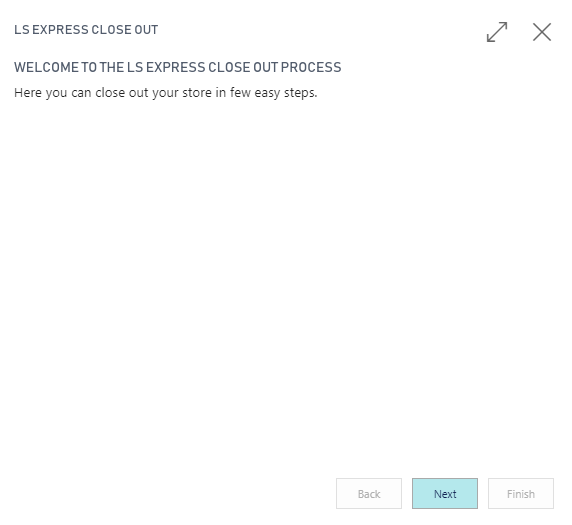 LS EXPRESS CLOSE OUT
WELCOME TO THE LS EXPRESS CLOSE OUT PROCESS
Here you can close out your store in few easy steps.
Back Next Finish